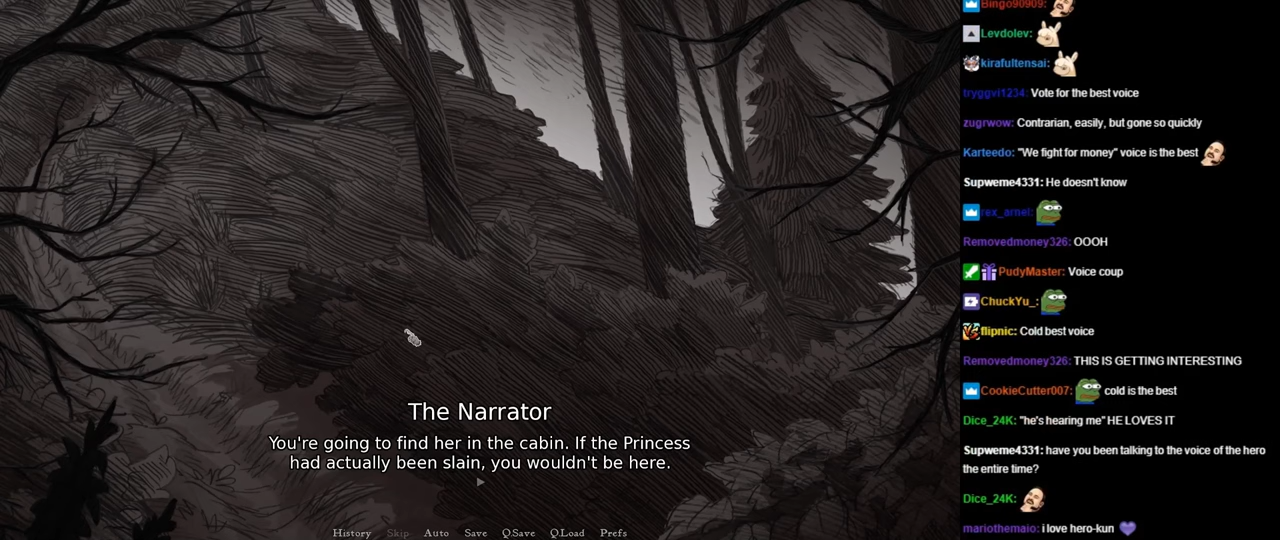 The Narrator
You're going to find her in the cabin. If the Princess
had actually been slain, you wouldn't be here.
History Skip Auto Save Q.Save Q.Load Prefs
Bingo90909:
Levdolev:
kirafultensai:
tryggvi1234: Vote for the best voice
zugrwow: Contrarian, easily, but gone so quickly
Karteedo: "We fight for money" voice is the best
Supweme4331: He doesn't know
rex_arnel:
Removedmoney326: OOOH
PudyMaster: Voice coup
ChuckYu_:
flipnic: Cold best voice
Removedmoney326: THIS IS GETTING INTERESTING
CookieCutter007: cold is the best
Dice_24K: "he's hearing me" HE LOVES IT
Supweme4331: have you been talking to the voice of the hero
the entire time?
Dice_24K:
mariothemaio: i love hero-kun